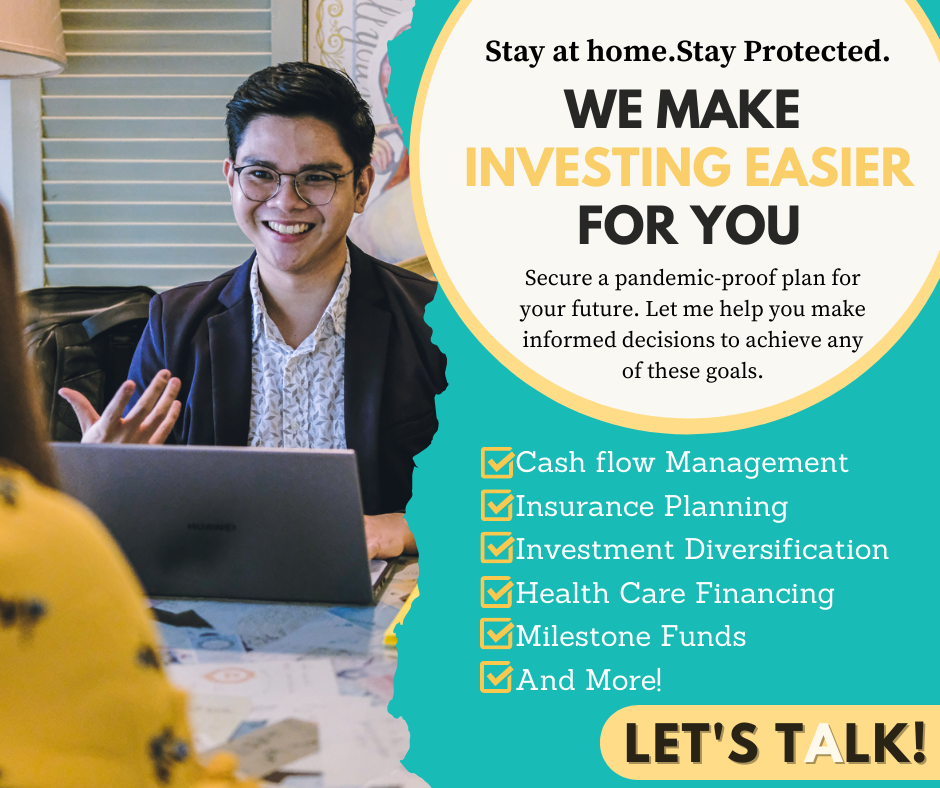 Stay at home.Stay Protected.
WE MAKE
INVESTING EASIER
FOR YOU
Secure a pandemic-proof plan for
your future. Let me help you make
informed decisions to achieve any
of these goals.
Cash flow Management
Insurance Planning
Investment Diversification
Health Care Financing
Milestone Funds
And More!
LET'S TALK!